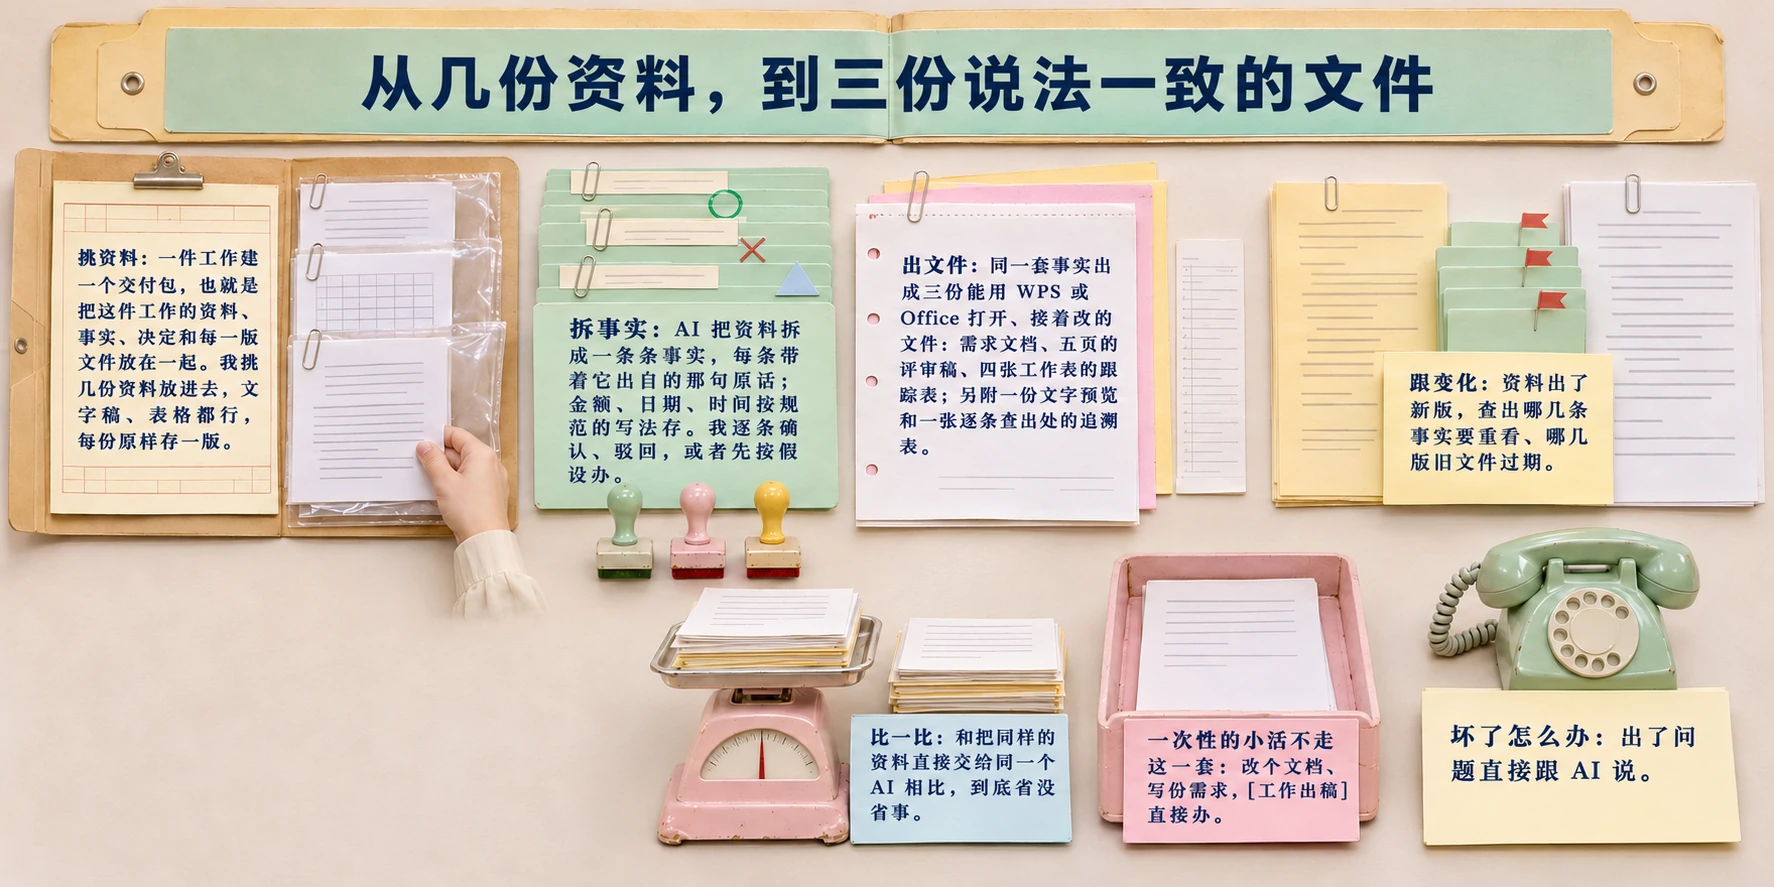 从几份资料，到三份说法一致的文件
挑资料：一件工作建
一个交付包，也就是
把这件工作的资料、
事实、决定和每一版
文件放在一起。我挑
几份资料放进去，文
字稿、表格都行，
每份原样存一版。
拆事实：AI 把资料拆
成一条条事实，每条带
着它出自的那句原话；
金额、日期、时间按规
范的写法存。我逐条确
认、驳回，或者先按假
设办。
出文件：同一套事实出
成三份能用 WPS 或
Office 打开、接着改的
文件：需求文档、五页的
评审稿、四张工作表的跟
踪表；另附一份文字预览
和一张逐条查出处的追溯
表。
跟变化：资料出了
新版，查出哪几条
事实要重看、哪几
版旧文件过期。
比一比：和把同样的
资料直接交给同一个
AI 相比，到底省没
省事。
一次性的小活不走
这一套：改个文档、
写份需求，[工作出稿]
直接办。
坏了怎么办：出了问
题直接跟 AI 说。